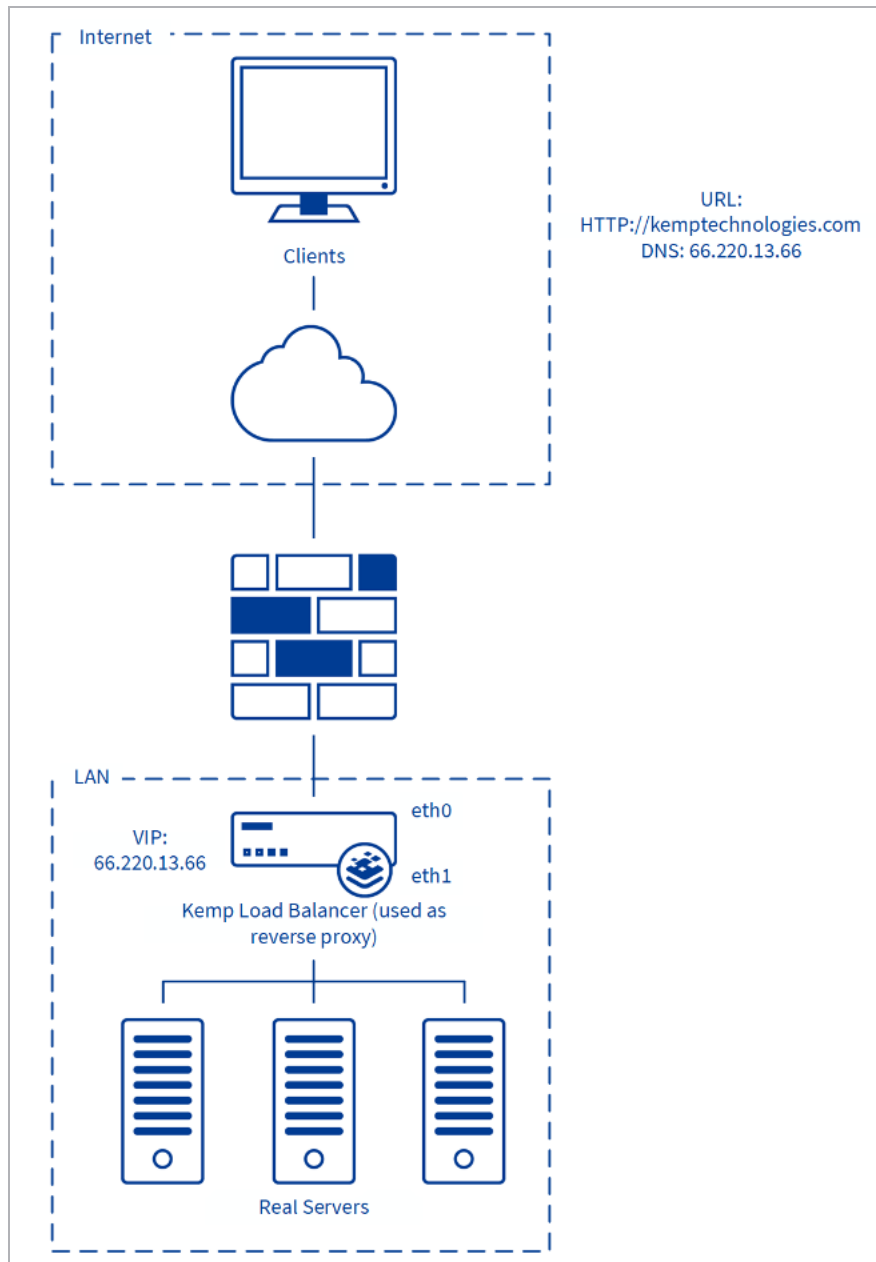 Internet
Clients
URL:
HTTP://kemptechnologies.com
DNS: 66.220.13.66
LAN
eth0
VIP:
66.220.13.66
eth1
Kemp Load Balancer (used as
reverse proxy)
Real Servers